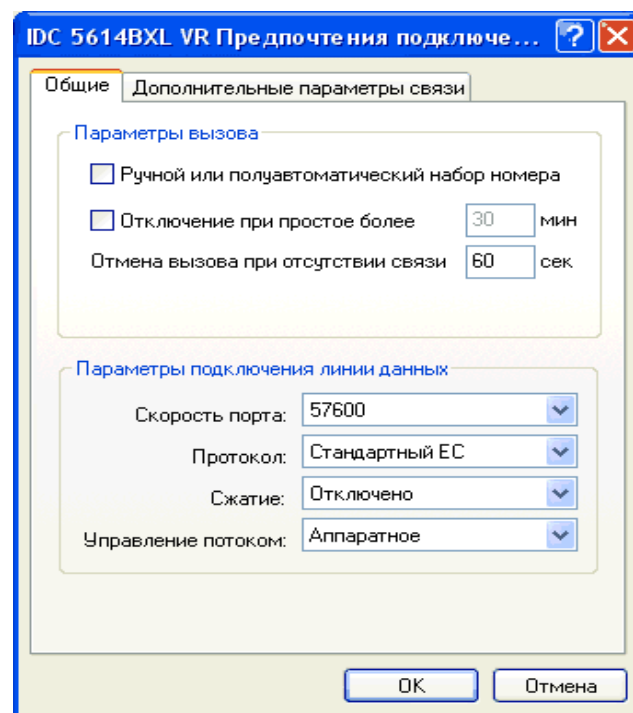 IDC 5614BXL VR Предпочтения подключе...
Общие
Дополнительные параметры связи
Параметры вызова
Ручной или полуавтоматический набор номера
Отключение при простое более 30 мин
Отмена вызова при отсутствии связи 60 сек
Параметры подключения линии данных
Скорость порта: 57600
Протокол: Стандартный EC
Сжатие: Отключено
Управление потоком: Аппаратное
OK Отмена